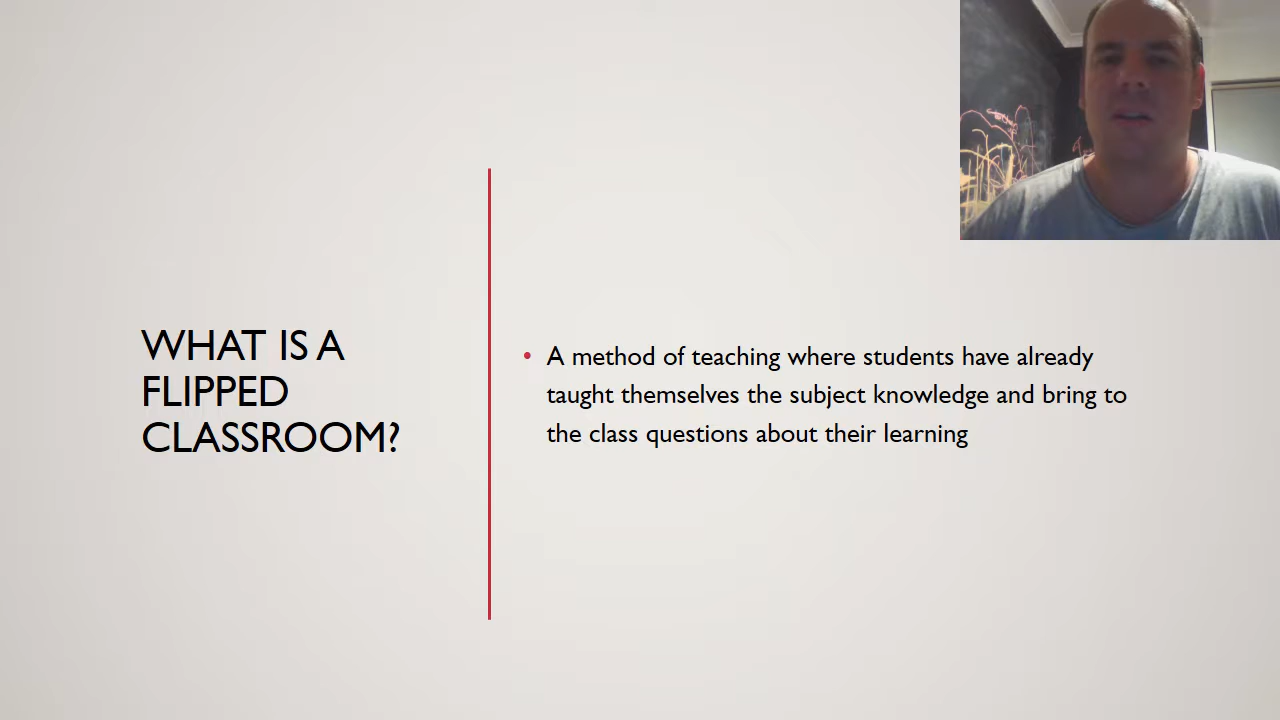 WHAT IS A
FLIPPED
CLASSROOM?
• A method of teaching where students have already
taught themselves the subject knowledge and bring to
the class questions about their learning